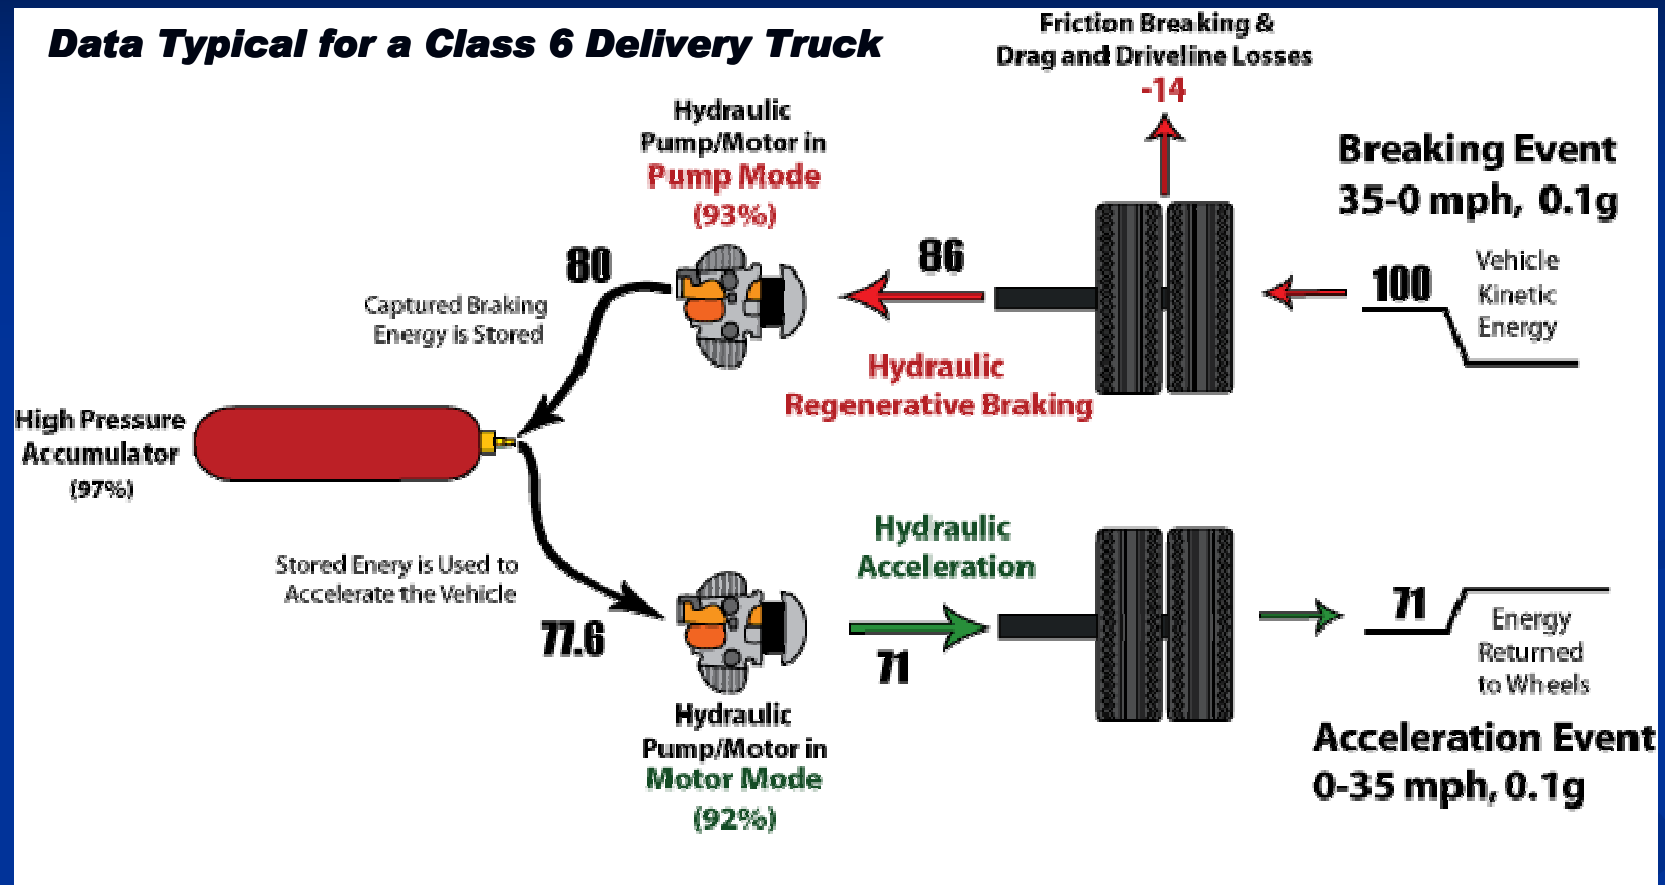 Data Typical for a Class 6 Delivery Truck
Friction Breaking &
Drag and Driveline Losses
-14
Hydraulic
Pump/Motor in
Pump Mode
(93%)
Breaking Event
35-0 mph, 0.1g
80
86
100
Vehicle
Kinetic
Energy
Captured Braking
Energy is Stored
Hydraulic
Regenerative Braking
High Pressure
Accumulator
(97%)
Hydraulic
Acceleration
Stored Enery is Used to
Accelerate the Vehicle
77.6
71
71
Energy
Returned
to Wheels
Hydraulic
Pump/Motor in
Motor Mode
(92%)
Acceleration Event
0-35 mph, 0.1g